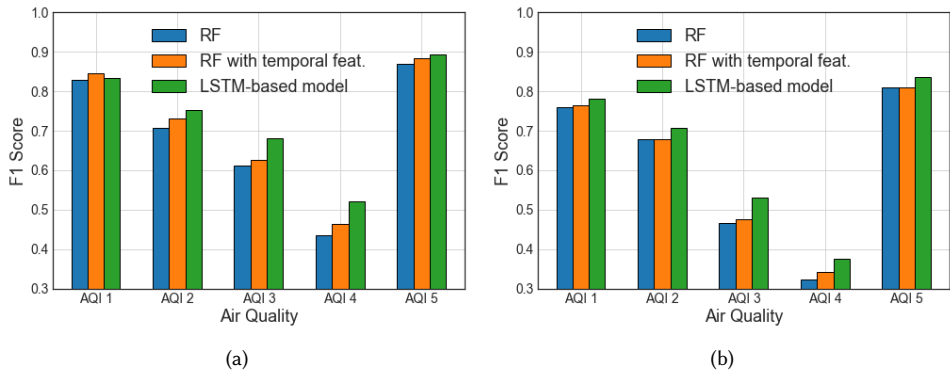 1.0
0.9
0.8
0.7
0.6
0.5
0.4
0.3
F1 Score
RF
RF with temporal feat.
LSTM-based model
AQI 1 AQI 2 AQI 3 AQI 4 AQI 5
Air Quality
(a)
1.0
0.9
0.8
0.7
0.6
0.5
0.4
0.3
F1 Score
RF
RF with temporal feat.
LSTM-based model
AQI 1 AQI 2 AQI 3 AQI 4 AQI 5
Air Quality
(b)